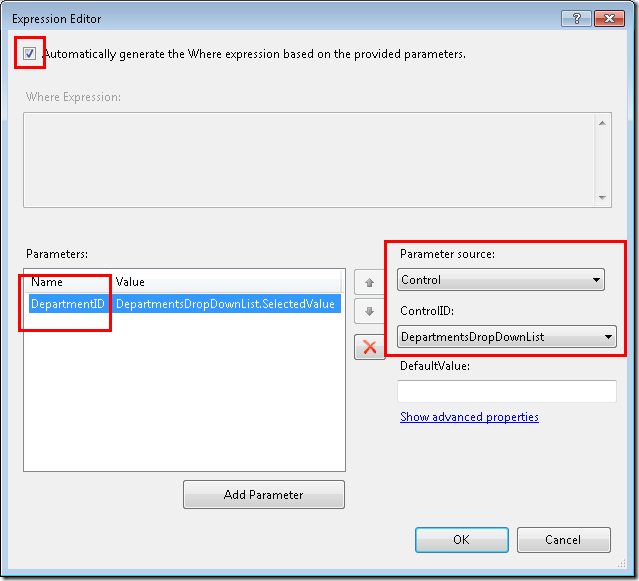 Expression Editor
Automatically generate the Where expression based on the provided parameters.
Where Expression:
Parameters:
Name Value
DepartmentID DepartmentsDropDownList.SelectedValue
Parameter source:
Control
ControlID:
DepartmentsDropDownList
DefaultValue:
Show advanced properties
Add Parameter
OK Cancel